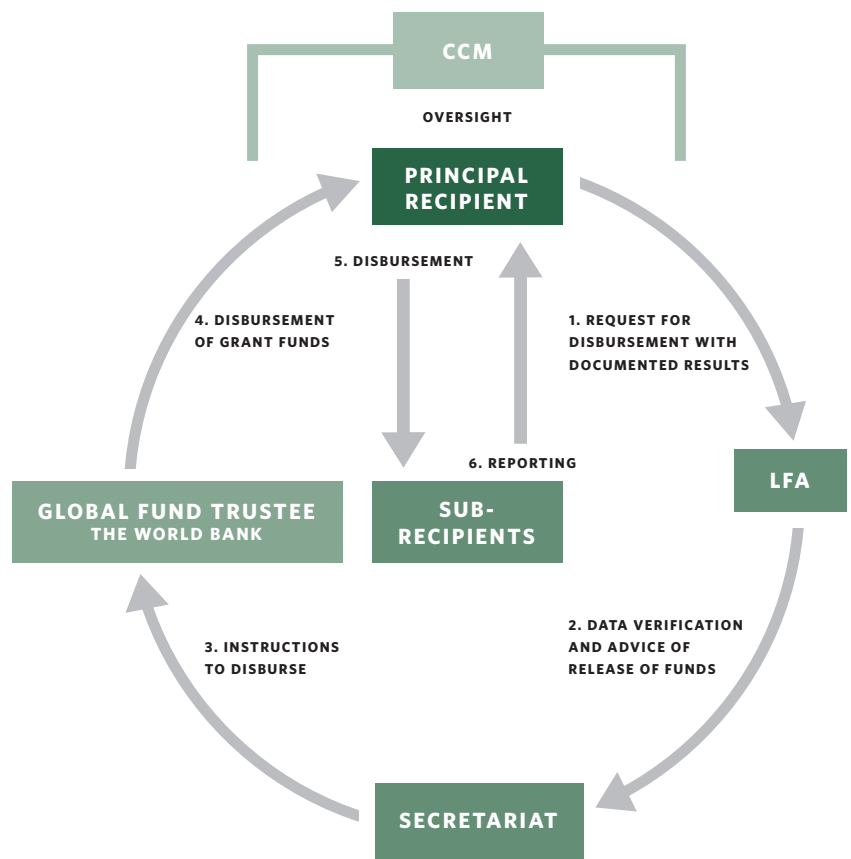 CCM
OVERSIGHT
PRINCIPAL
RECIPIENT
5. DISBURSEMENT
4. DISBURSEMENT
OF GRANT FUNDS
1. REQUEST FOR
DISBURSEMENT WITH
DOCUMENTED RESULTS
6. REPORTING
LFA
GLOBAL FUND TRUSTEE
THE WORLD BANK
SUB-
RECIPIENTS
2. DATA VERIFICATION
AND ADVICE OF
RELEASE OF FUNDS
3. INSTRUCTIONS
TO DISBURSE
SECRETARIAT